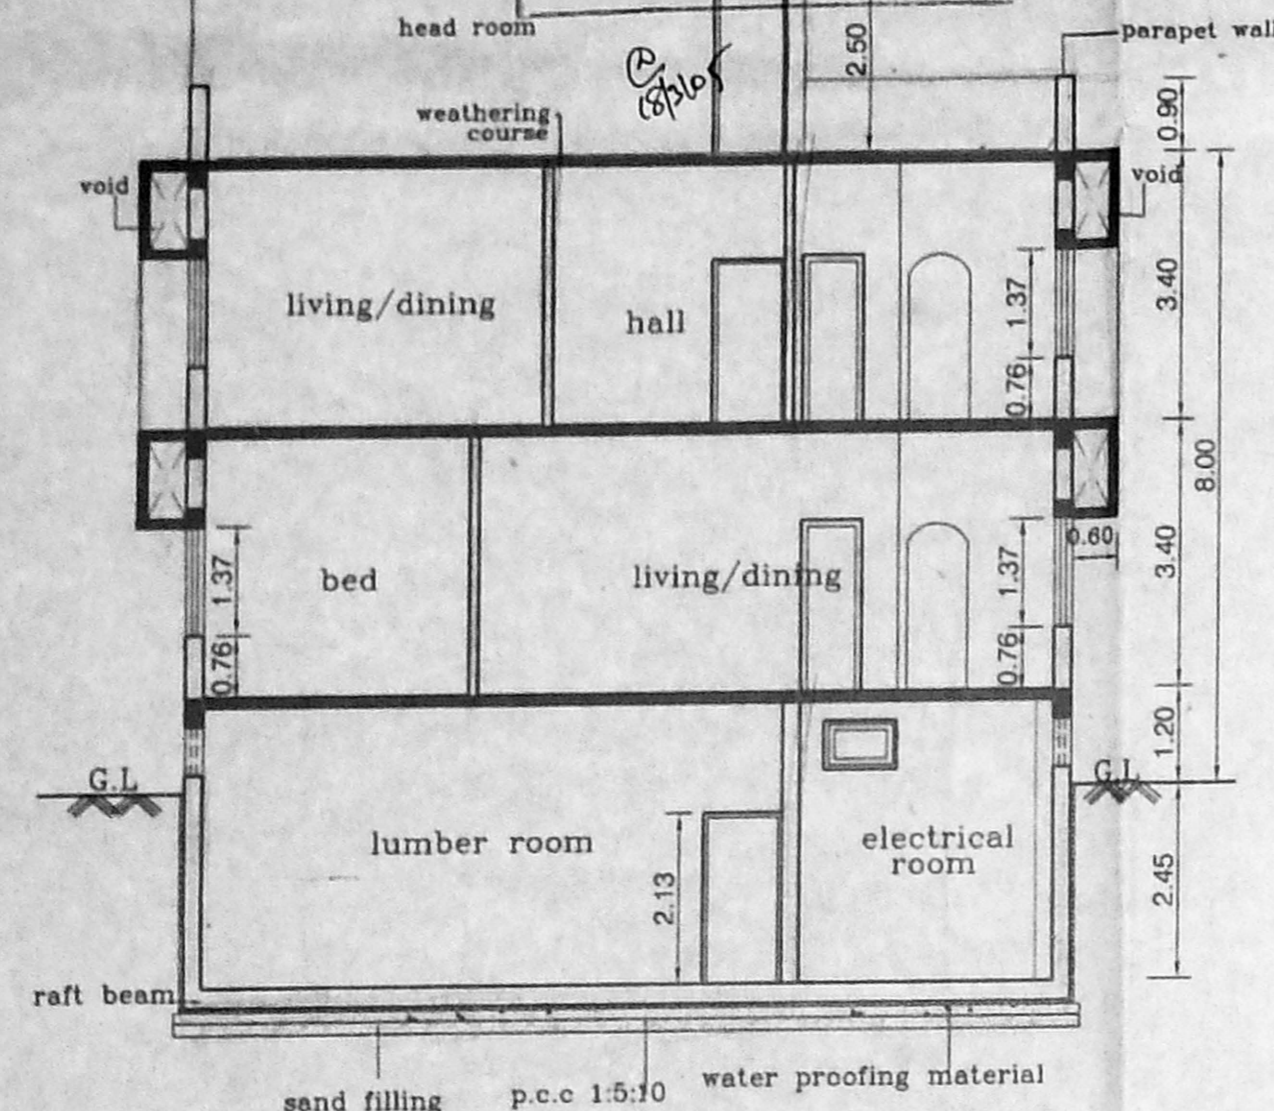 head room
2.50
parapet wall
18/3/10
weathering
course
0.90
void
void
living/dining
hall
1.37
3.40
0.76
8.00
0.60
1.37
bed
living/dining
1.37
3.40
0.76
0.76
1.20
G.L
G.L
lumber room
electrical
room
2.13
2.45
raft beam
sand filling
p.c.c 1:5:10
water proofing material